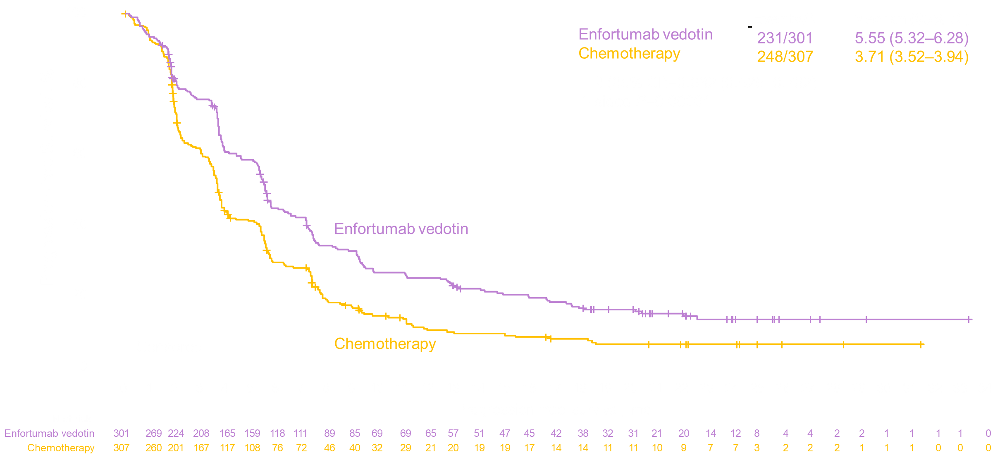 Enfortumab vedotin 231/301 5.55 (5.32–6.28)
Chemotherapy 248/307 3.71 (3.52–3.94)
Enfortumab vedotin
Chemotherapy
Enfortumab vedotin 301 269 224 208 165 159 118 111 89 85 69 69 65 57 51 47 45 42 38 32 31 21 20 14 12 8 4 4 2 2 1 1 1 1 0
Chemotherapy 307 260 201 167 117 108 76 72 46 40 32 29 21 20 19 19 17 14 14 11 11 10 9 7 7 3 2 2 2 1 1 1 0 0 0